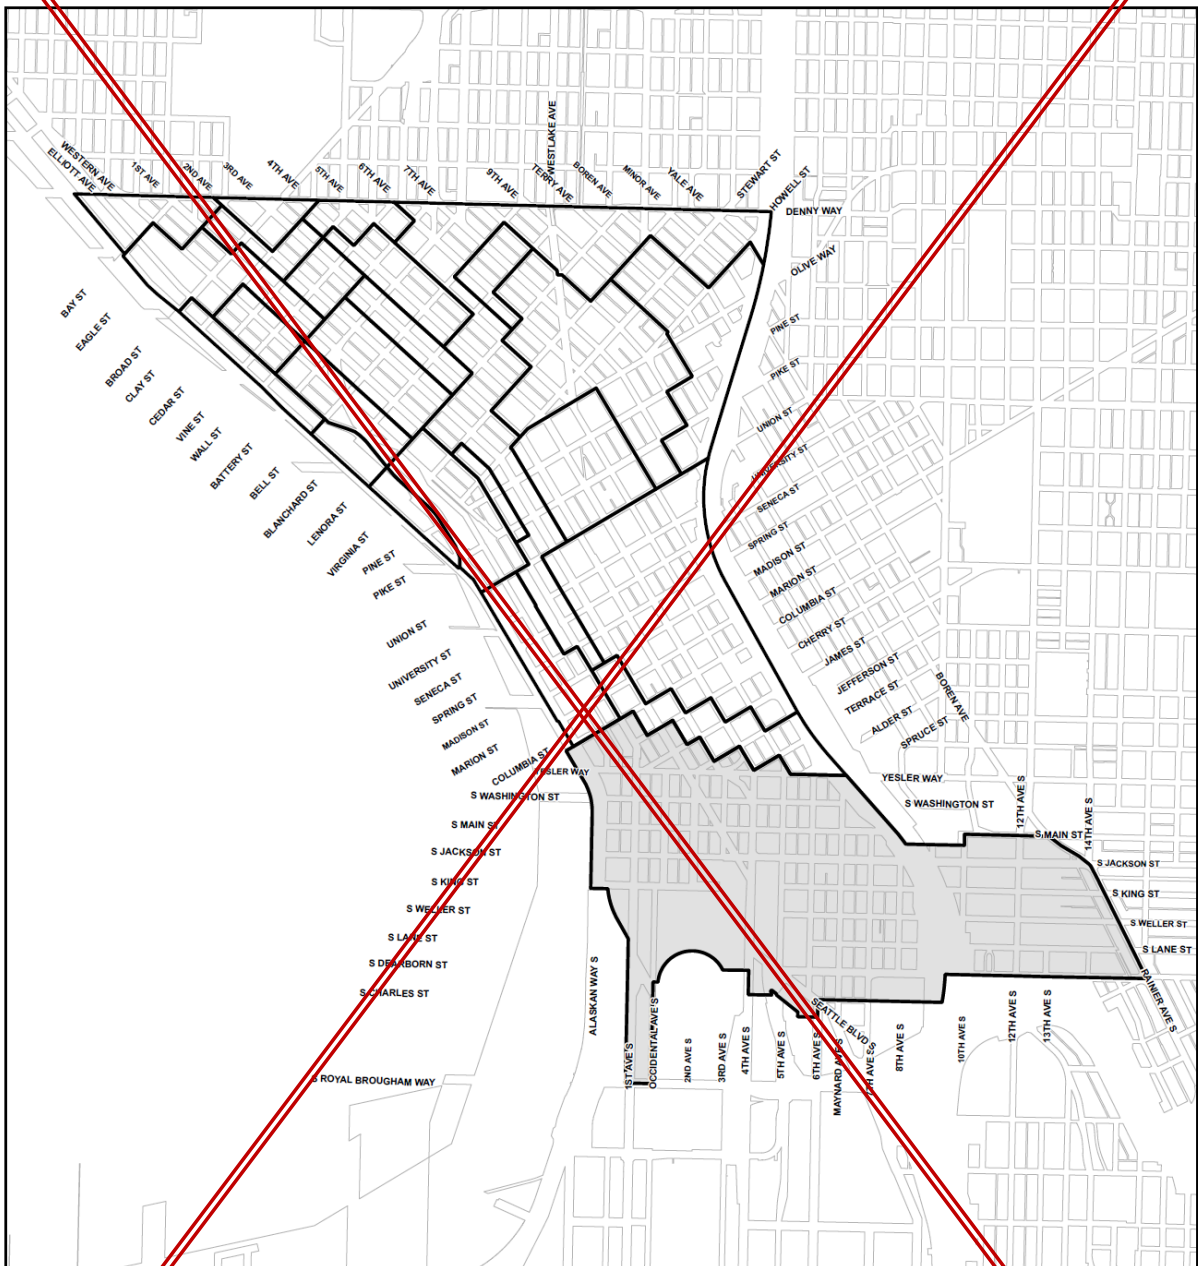 WESTLAKE AVE
WESTERN AVE
ELLIOTT AVE
1ST AVE
2ND AVE
3RD AVE
4TH AVE
5TH AVE
6TH AVE
7TH AVE
9TH AVE
TERRY AVE
BOREN AVE
MINOR AVE
YALE AVE
STEWART ST
HOWELL ST
DENNY WAY
OLIVE WAY
PINE ST
PIKE ST
UNION ST
UNIVERSITY ST
SENECA ST
SPRING ST
MADISON ST
MARION ST
COLUMBIA ST
CHERRY ST
JAMES ST
JEFFERSON ST
TERRACE ST
ALDER ST
SPRUCE ST
BOREN AVE
YESLER WAY
S WASHINGTON ST
12TH AVE S
14TH AVE S
S MAIN ST
S JACKSON ST
S KING ST
S WELLER ST
S LANE ST
RAINIER AVE S
BAY ST
EAGLE ST
BROAD ST
CLAY ST
CEDAR ST
VINE ST
WALL ST
BATTERY ST
BELL ST
BLANCHARD ST
LENORA ST
VIRGINIA ST
PINE ST
PIKE ST
UNION ST
UNIVERSITY ST
SENECA ST
SPRING ST
MADISON ST
MARION ST
COLUMBIA ST
YESLER WAY
S WASHINGTON ST
S MAIN ST
S JACKSON ST
S KING ST
S WELLER ST
S LANE ST
S DEARBORN ST
S CHARLES ST
S ROYAL BROUGHAM WAY
ALASKAN WAY S
1ST AVE S
OCCIDENTAL AVE S
2ND AVE S
3RD AVE S
4TH AVE S
5TH AVE S
6TH AVE S
SEATTLE BLVD S
MAYNARD AVE S
7TH AVE S
8TH AVE S
10TH AVE S
12TH AVE S
13TH AVE S